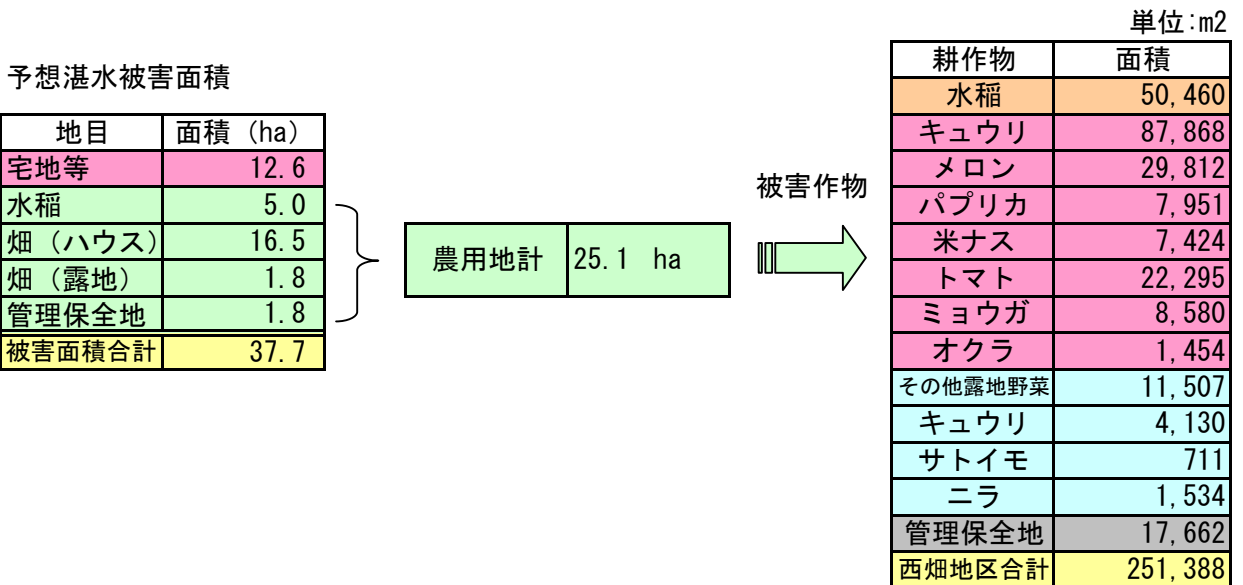 予想湛水被害面積
地目 面積 (ha)
宅地等 12.6
水稲 5.0
畑 (ハウス) 16.5
畑 (露地) 1.8
管理保全地 1.8
被害面積合計 37.7
農用地計 25.1 ha
被害作物
単位:m2
耕作物 面積
水稲 50,460
キュウリ 87,868
メロン 29,812
パプリカ 7,951
米ナス 7,424
トマト 22,295
ミョウガ 8,580
オクラ 1,454
その他露地野菜 11,507
キュウリ 4,130
サトイモ 711
ニラ 1,534
管理保全地 17,662
西畑地区合計 251,388